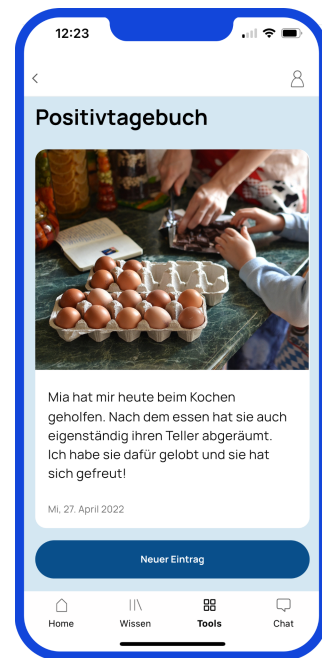 12:23
Positivtagebuch
Mia hat mir heute beim Kochen
geholfen. Nach dem essen hat sie auch
eigenständig ihren Teller abgeräumt.
Ich habe sie dafür gelobt und sie hat
sich gefreut!
Mi, 27. April 2022
Neuer Eintrag
Home Wissen Tools Chat